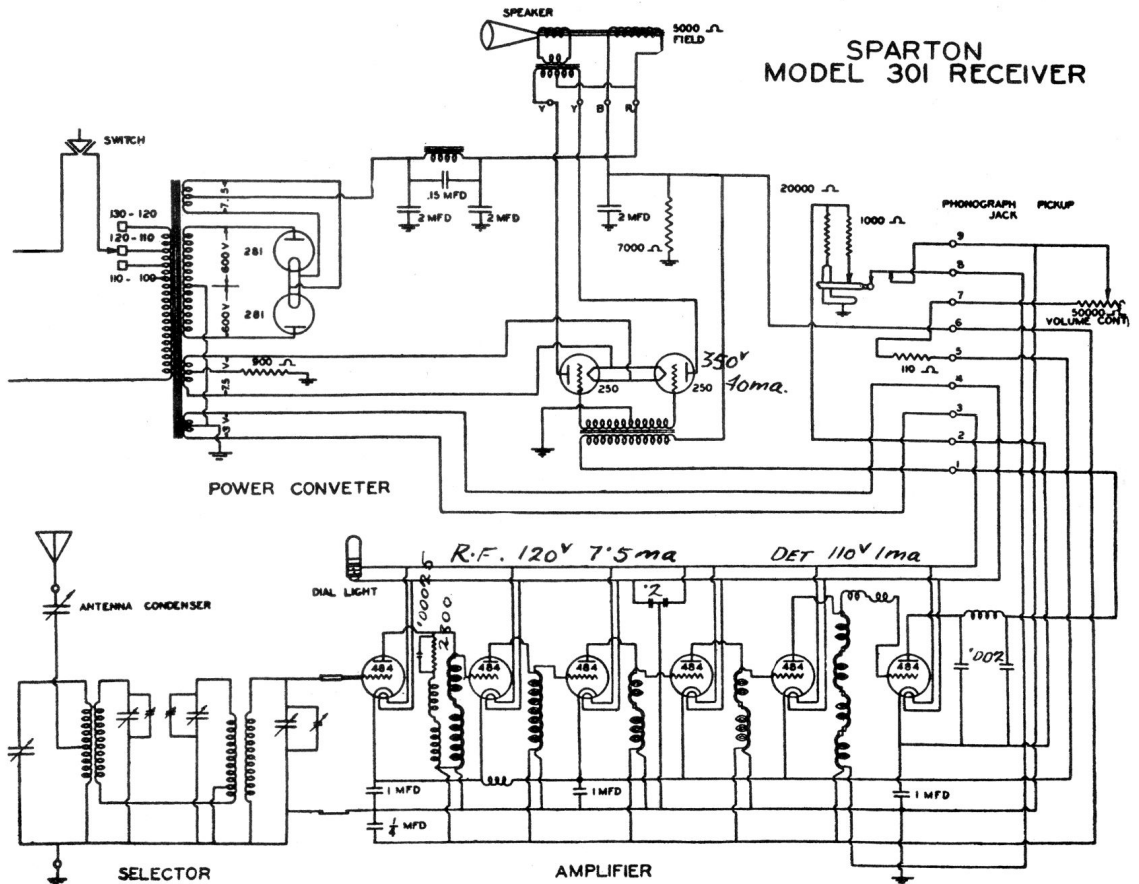 SPEAKER
5000 Ω
FIELD
SPARTON
MODEL 301 RECEIVER
Y Y B R
SWITCH
130-120
120-110
110-100
7.5 V
600 V
600 V
7.5 V
3 V
281
281
900 Ω
.15 MFD
2 MFD
2 MFD
2 MFD
7000 Ω
20000 Ω
1000 Ω
PHONOGRAPH PICKUP
JACK
9
8
7
50000 Ω
VOLUME CONT
6
5
110 Ω
4
3
2
1
250
250
350V
40ma.
POWER CONVETER
ANTENNA CONDENSER
DIAL LIGHT
R.F. 120V 7.5ma
DET 110V 1ma
.00025
2800
.2
.002
484
484
484
484
484
484
1 MFD
1/4 MFD
1 MFD
1 MFD
SELECTOR
AMPLIFIER